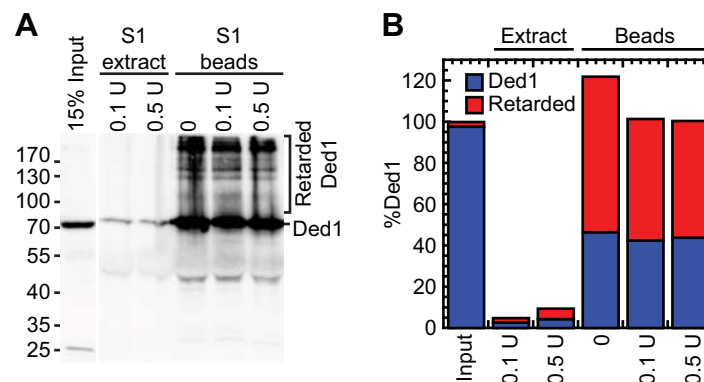 A
15% Input
S1
extract
S1
beads
0.1 U
0.5 U
0
0.1 U
0.5 U
170
130
100
70
55
40
35
25
Retarded
Ded1
Ded1
B
Extract
Beads
Ded1
Retarded
%Ded1
120
100
80
60
40
20
0
Input
0.1 U
0.5 U
0
0.1 U
0.5 U